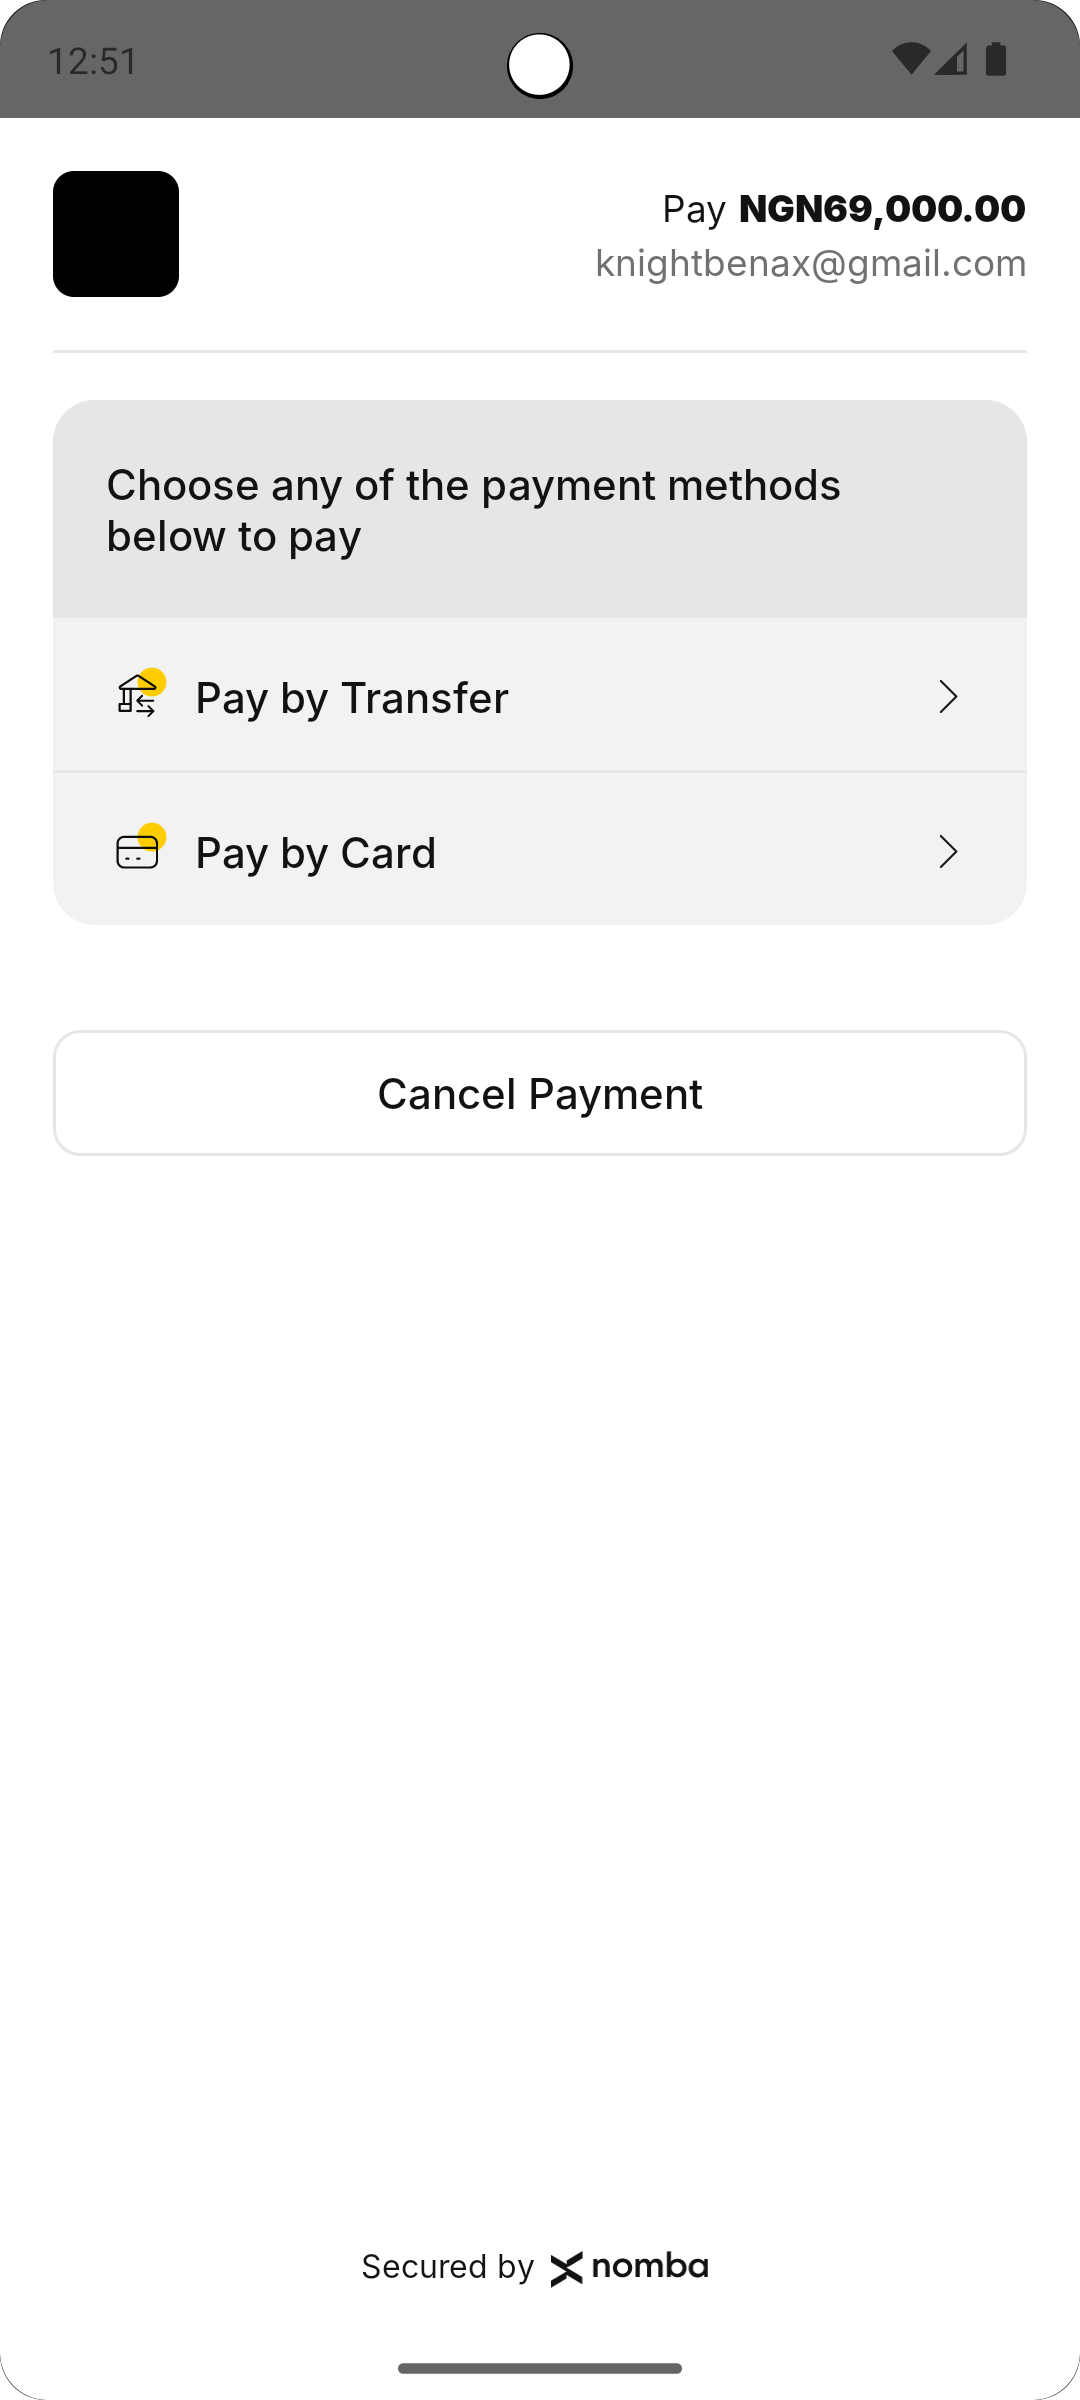 12:51
Pay NGN69,000.00
knightbenax@gmail.com
Choose any of the payment methods
below to pay
Pay by Transfer
Pay by Card
Cancel Payment
Secured by nomba